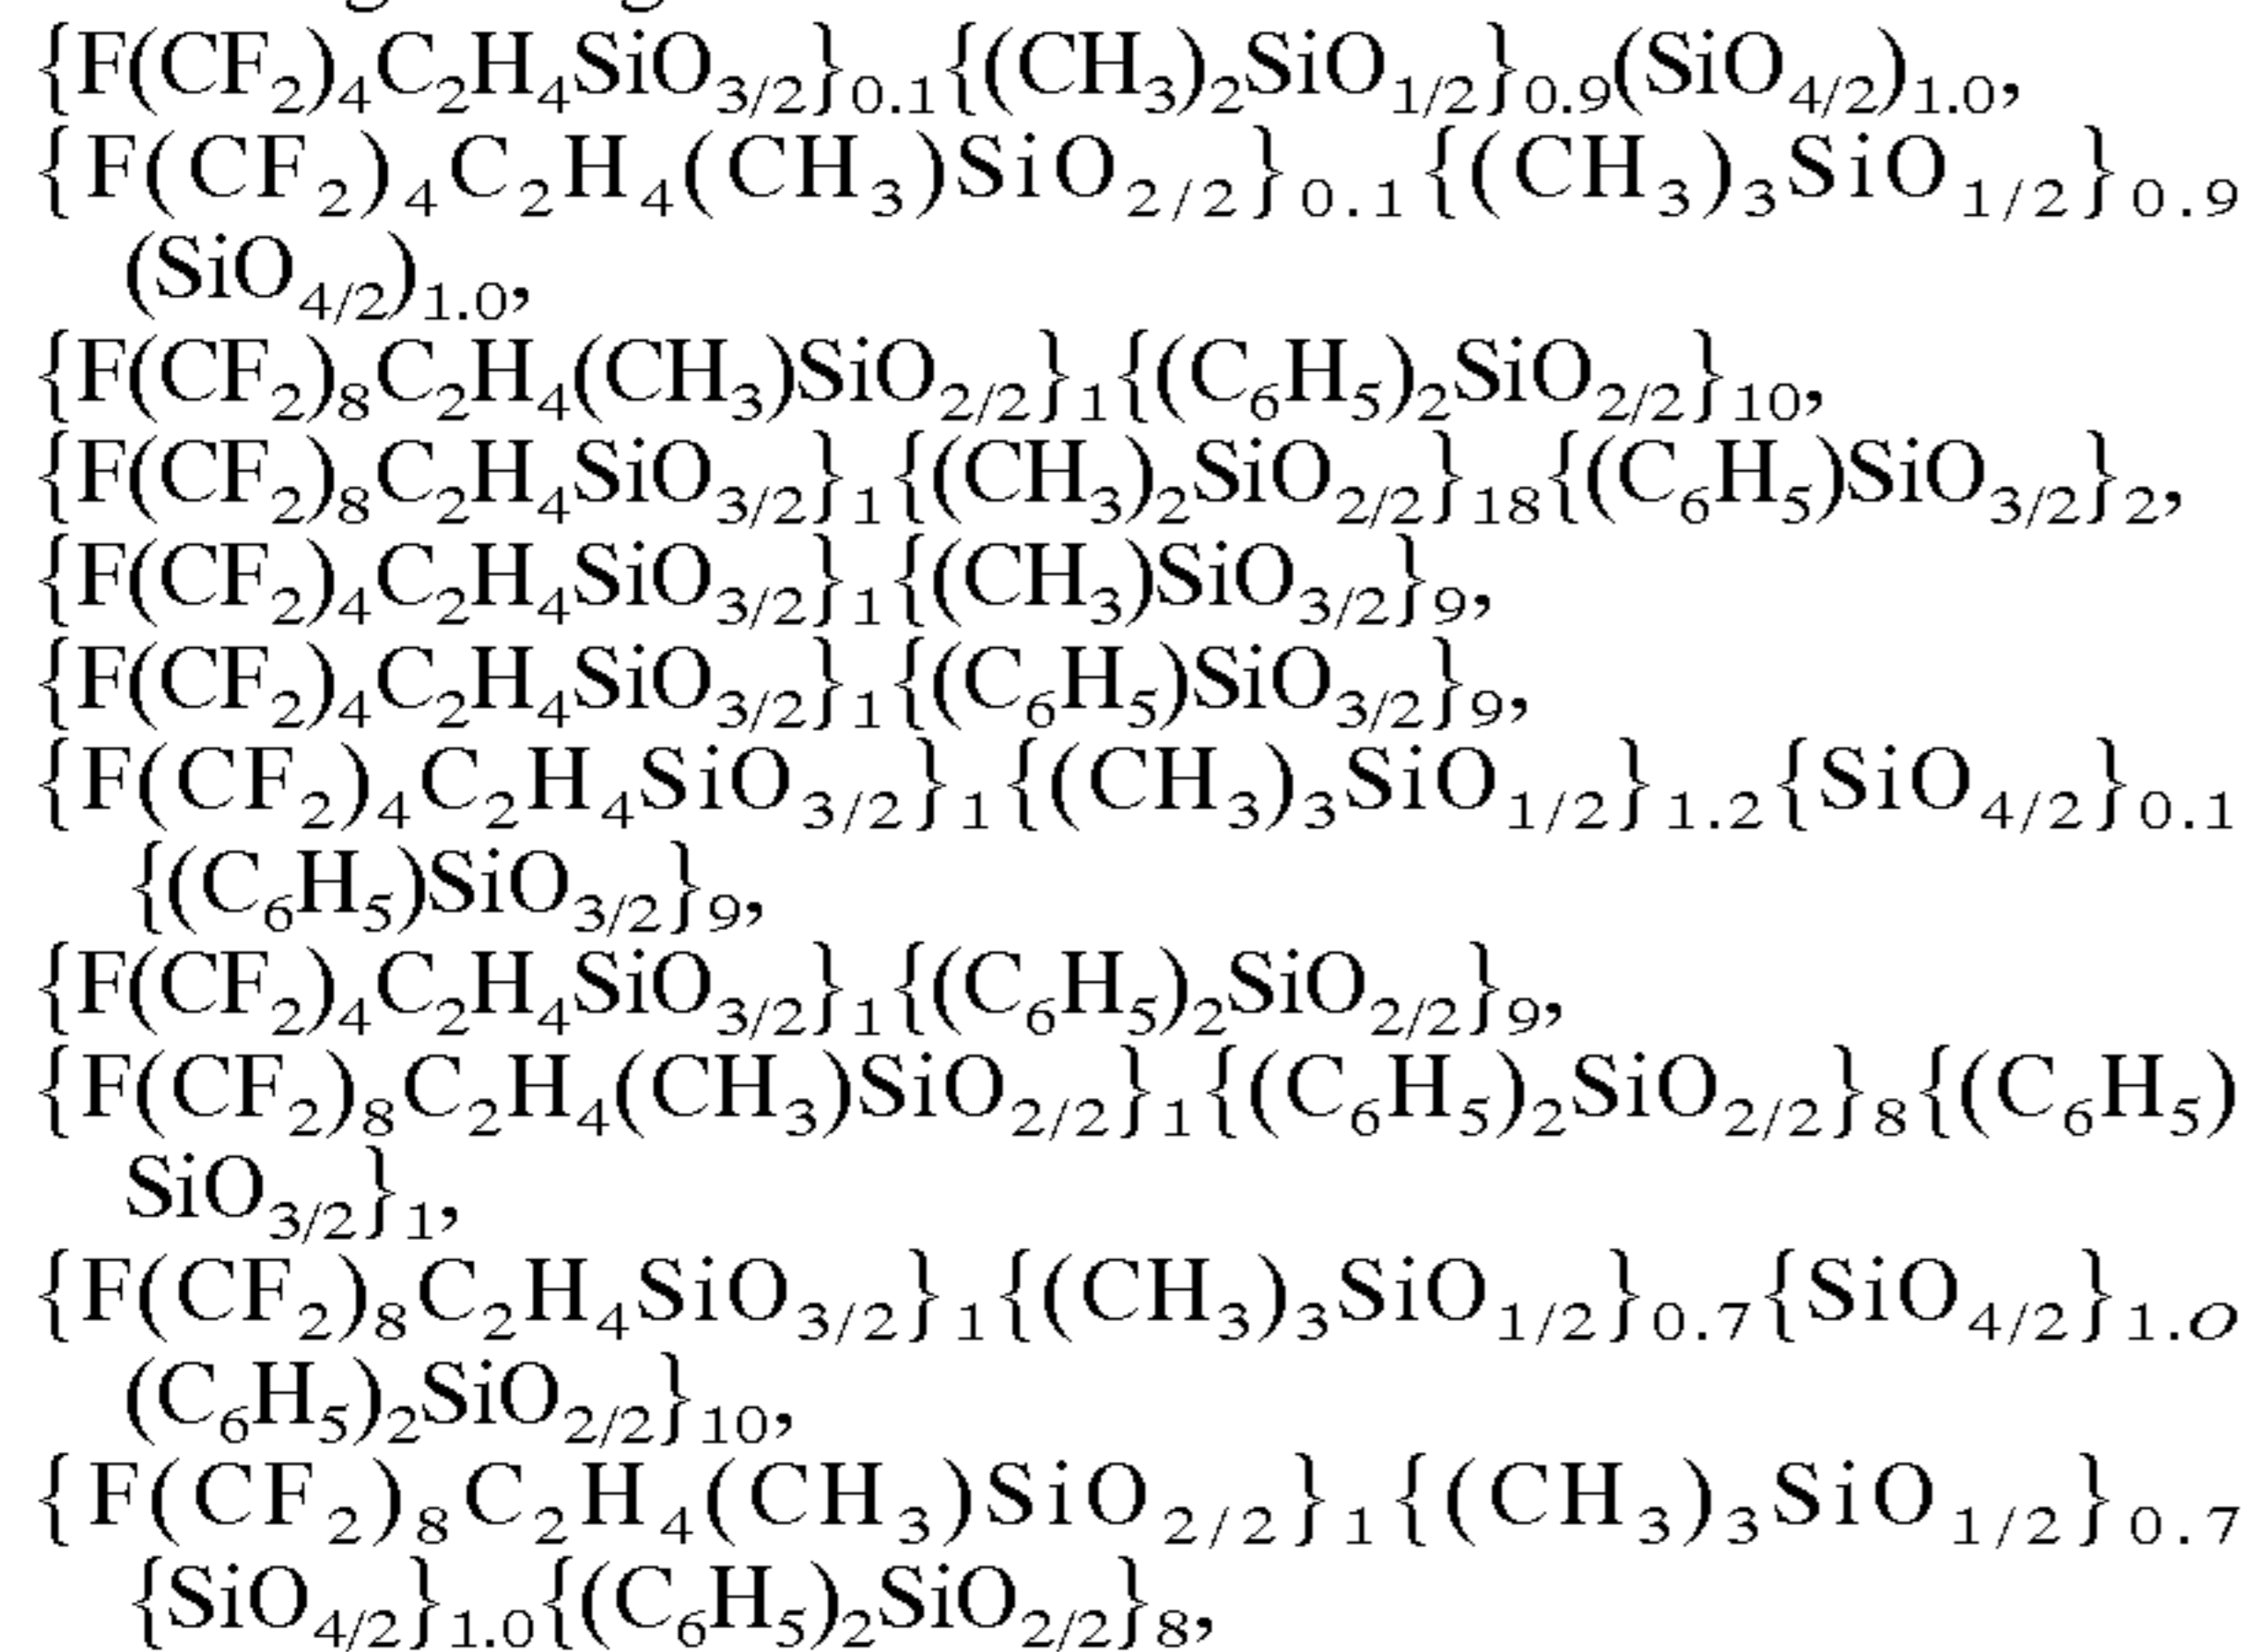 {F(CF₂)₄C₂H₄SiO₃/₂}₀.₁{(CH₃)₂SiO₁/₂}₀.₉(SiO₄/₂)₁.₀,
{F(CF₂)₄C₂H₄(CH₃)SiO₂/₂}₀.₁{(CH₃)₃SiO₁/₂}₀.₉
(SiO₄/₂)₁.₀,
{F(CF₂)₈C₂H₄(CH₃)SiO₂/₂}₁{(C₆H₅)₂SiO₂/₂}₁₀,
{F(CF₂)₈C₂H₄SiO₃/₂}₁{(CH₃)₂SiO₂/₂}₁₈{(C₆H₅)SiO₃/₂}₂,
{F(CF₂)₄C₂H₄SiO₃/₂}₁{(CH₃)SiO₃/₂}₉,
{F(CF₂)₄C₂H₄SiO₃/₂}₁{(C₆H₅)SiO₃/₂}₉,
{F(CF₂)₄C₂H₄SiO₃/₂}₁{(CH₃)₃SiO₁/₂}₁.₂{SiO₄/₂}₀.₁
{(C₆H₅)SiO₃/₂}₉,
{F(CF₂)₄C₂H₄SiO₃/₂}₁{(C₆H₅)₂SiO₂/₂}₉,
{F(CF₂)₈C₂H₄(CH₃)SiO₂/₂}₁{(C₆H₅)₂SiO₂/₂}₈{(C₆H₅)
SiO₃/₂}₁,
{F(CF₂)₈C₂H₄SiO₃/₂}₁{(CH₃)₃SiO₁/₂}₀.₇{SiO₄/₂}₁.O
(C₆H₅)₂SiO₂/₂}₁₀,
{F(CF₂)₈C₂H₄(CH₃)SiO₂/₂}₁{(CH₃)₃SiO₁/₂}₀.₇
{SiO₄/₂}₁.₀{(C₆H₅)₂SiO₂/₂}₈,